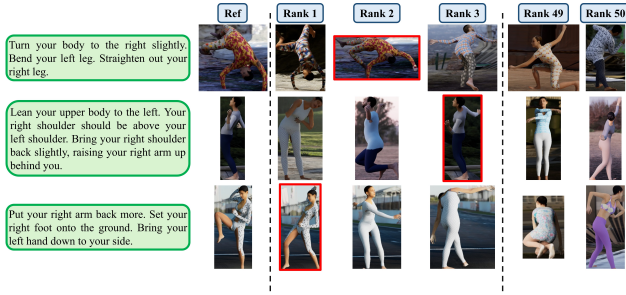 Ref Rank 1 Rank 2 Rank 3 Rank 49 Rank 50
Turn your body to the right slightly.
Bend your left leg. Straighten out your
right leg.
Lean your upper body to the left. Your
right shoulder should be above your
left shoulder. Bring your right shoulder
back slightly, raising your right arm up
behind you.
Put your right arm back more. Set your
right foot onto the ground. Bring your
left hand down to your side.